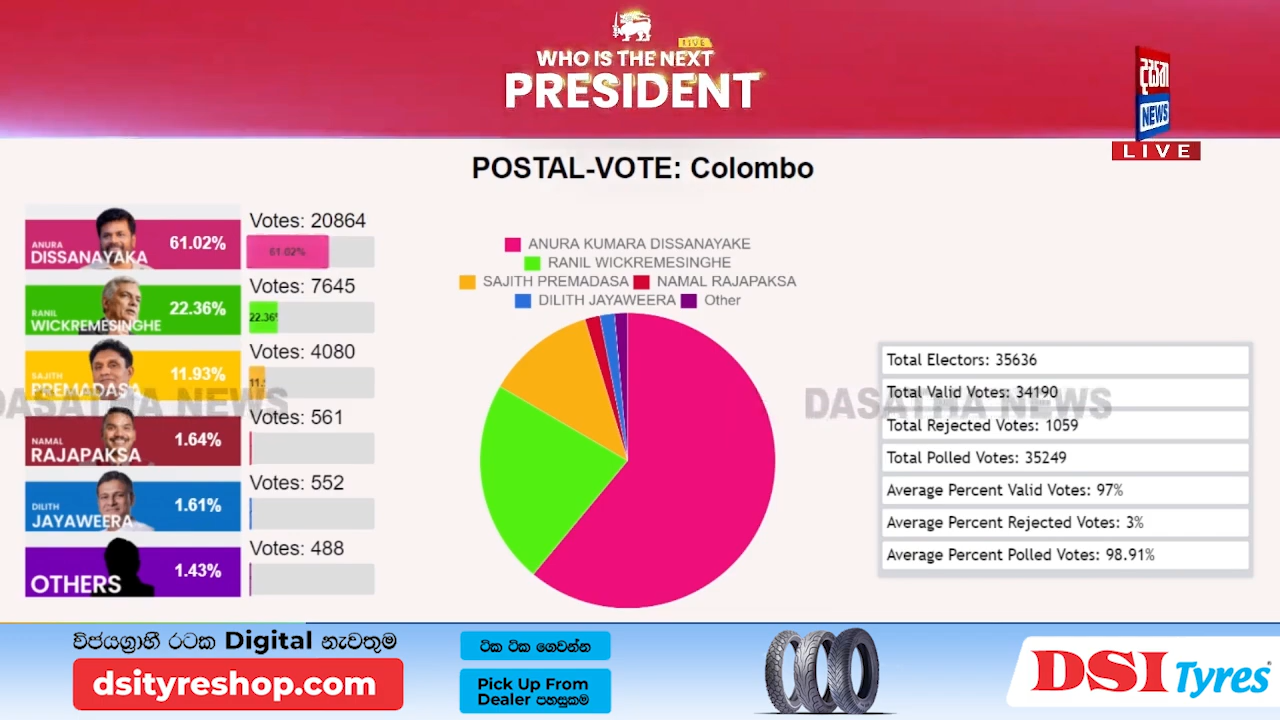 LIVE
WHO IS THE NEXT
PRESIDENT
දසත
NEWS
LIVE
POSTAL-VOTE: Colombo
ANURA
DISSANAYAKA
61.02%
Votes: 20864
61.02%
RANIL
WICKREMESINGHE
22.36%
Votes: 7645
22.36%
SAJITH
PREMADASA
11.93%
Votes: 4080
11.
NAMAL
RAJAPAKSA
1.64%
Votes: 561
DILITH
JAYAWEERA
1.61%
Votes: 552
OTHERS
1.43%
Votes: 488
ANURA KUMARA DISSANAYAKE
RANIL WICKREMESINGHE
SAJITH PREMADASA NAMAL RAJAPAKSA
DILITH JAYAWEERA Other
Total Electors: 35636
Total Valid Votes: 34190
Total Rejected Votes: 1059
Total Polled Votes: 35249
Average Percent Valid Votes: 97%
Average Percent Rejected Votes: 3%
Average Percent Polled Votes: 98.91%
DASATHA NEWS
DASATHA NEWS
විප්යග්‍රාහී රටක Digital නැවතුම
dsityreshop.com
ටික ටික ගෙවන්න
Pick Up From
Dealer පහසුකම
DSI Tyres